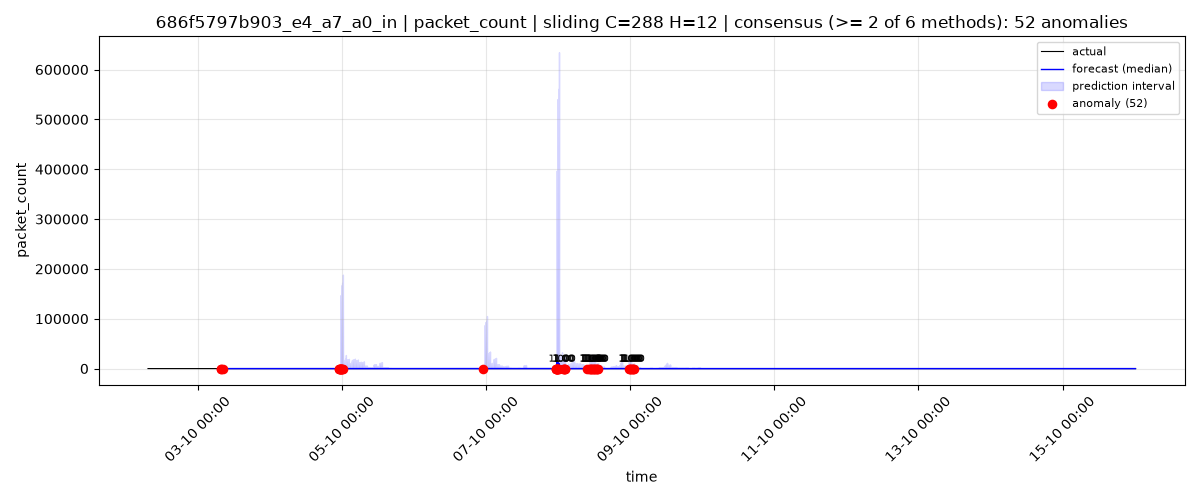 686f5797b903_e4_a7_a0_in | packet_count | sliding C=288 H=12 | consensus (>= 2 of 6 methods): 52 anomalies
actual
forecast (median)
prediction interval
anomaly (52)
packet_count
600000
500000
400000
300000
200000
100000
0
03-10 00:00
05-10 00:00
07-10 00:00
09-10 00:00
11-10 00:00
13-10 00:00
15-10 00:00
time